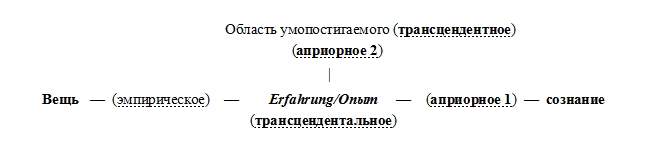 Область умопостигаемого (трансцендентное)
(априорное 2)
|
Вещь — (эмпирическое) — Erfahrung/Опыт — (априорное 1) — сознание
(трансцендентальное)